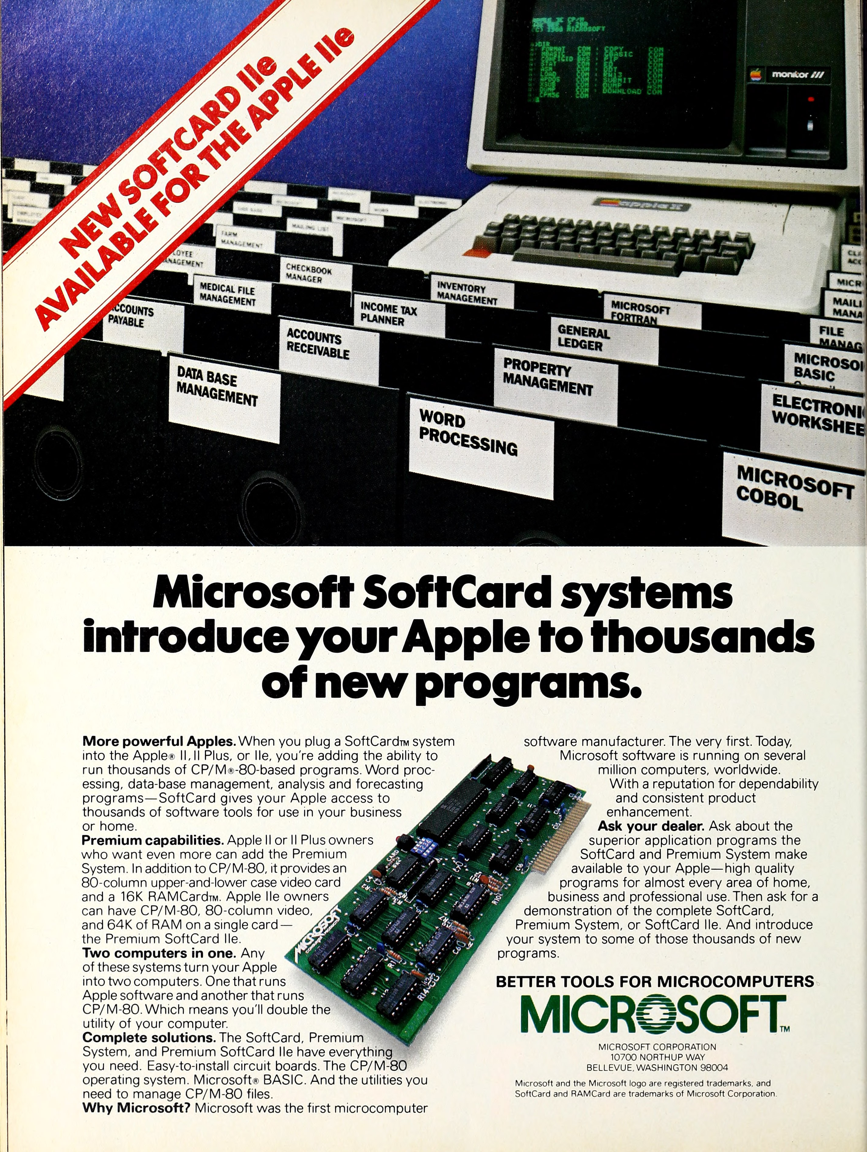 NEW SOFTCARD IIe
AVAILABLE FOR THE APPLE IIe
COPY COM
monitor ///
apple ][
MAILING LIST
FARM
MANAGEMENT
CHECKBOOK
MANAGER
MEDICAL FILE
MANAGEMENT
INVENTORY
MANAGEMENT
INCOME TAX
PLANNER
MICROSOFT
FORTRAN
ACCOUNTS
PAYABLE
ACCOUNTS
RECEIVABLE
GENERAL
LEDGER
FILE
MANAG
DATA BASE
MANAGEMENT
PROPERTY
MANAGEMENT
MICROSO
BASIC
WORD
PROCESSING
ELECTRONI
WORKSHEE
MICROSOFT
COBOL
Microsoft SoftCard systems
introduce your Apple to thousands
of new programs.
More powerful Apples. When you plug a SoftCard™ system
into the Apple® II, II Plus, or IIe, you're adding the ability to
run thousands of CP/M®-80-based programs. Word proc-
essing, data-base management, analysis and forecasting
programs—SoftCard gives your Apple access to
thousands of software tools for use in your business
or home.
Premium capabilities. Apple II or II Plus owners
who want even more can add the Premium
System. In addition to CP/M-80, it provides an
80-column upper-and-lower case video card
and a 16K RAMCard™. Apple IIe owners
can have CP/M-80, 80-column video,
and 64K of RAM on a single card—
the Premium SoftCard IIe.
Two computers in one. Any
of these systems turn your Apple
into two computers. One that runs
Apple software and another that runs
CP/M-80. Which means you'll double the
utility of your computer.
Complete solutions. The SoftCard, Premium
System, and Premium SoftCard IIe have everything
you need. Easy-to-install circuit boards. The CP/M-80
operating system. Microsoft® BASIC. And the utilities you
need to manage CP/M-80 files.
Why Microsoft? Microsoft was the first microcomputer
software manufacturer. The very first. Today,
Microsoft software is running on several
million computers, worldwide.
With a reputation for dependability
and consistent product
enhancement.
Ask your dealer. Ask about the
superior application programs the
SoftCard and Premium System make
available to your Apple—high quality
programs for almost every area of home,
business and professional use. Then ask for a
demonstration of the complete SoftCard,
Premium System, or SoftCard IIe. And introduce
your system to some of those thousands of new
programs.
MICROSOFT
BETTER TOOLS FOR MICROCOMPUTERS
MICROSOFT™
MICROSOFT CORPORATION
10700 NORTHUP WAY
BELLEVUE, WASHINGTON 98004
Microsoft and the Microsoft logo are registered trademarks, and
SoftCard and RAMCard are trademarks of Microsoft Corporation.